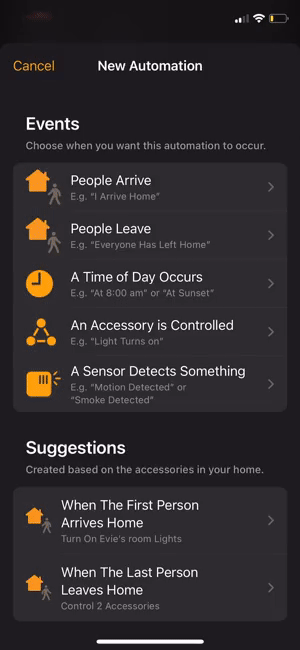 Cancel
New Automation
Events
Choose when you want this automation to occur.
People Arrive
E.g. “I Arrive Home”
People Leave
E.g. “Everyone Has Left Home”
A Time of Day Occurs
E.g. “At 8:00 am” or “At Sunset”
An Accessory is Controlled
E.g. “Light Turns on”
A Sensor Detects Something
E.g. “Motion Detected” or
“Smoke Detected”
Suggestions
Created based on the accessories in your home.
When The First Person
Arrives Home
Turn On Evie's room Lights
When The Last Person
Leaves Home
Control 2 Accessories